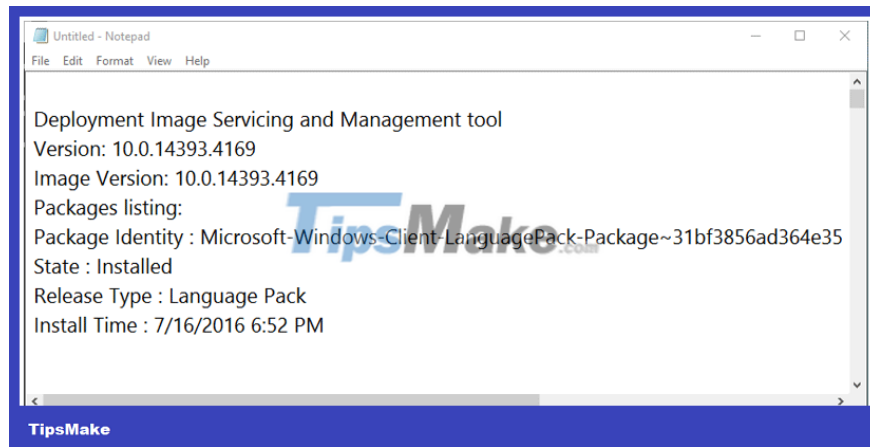 Untitled - Notepad
File Edit Format View Help
Deployment Image Servicing and Management tool
Version: 10.0.14393.4169
Image Version: 10.0.14393.4169
Packages listing:
TipsMake.com
Package Identity : Microsoft-Windows-Client-LanguagePack-Package~31bf3856ad364e35
State : Installed
Release Type : Language Pack
Install Time : 7/16/2016 6:52 PM
TipsMake